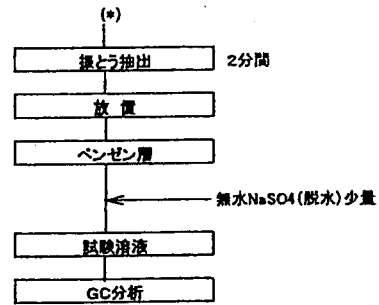 (*)
振とう抽出 2分間
放 置
ベンゼン層
無水NaSO4(脱水)少量
試験溶液
GC分析